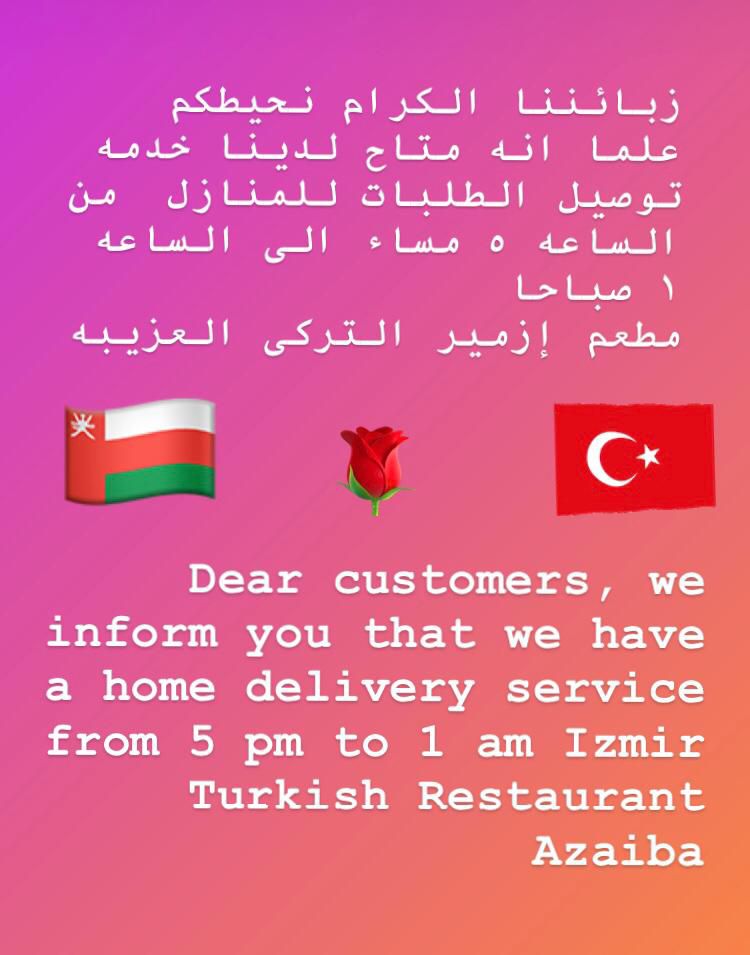 زبائننا الكرام نحيطكم
علما انه متاح لدينا خدمه
توصيل الطلبات للمنازل من
الساعه ٥ مساء الى الساعه
١ صباحا
مطعم إزمير التركى العزيبه
Dear customers, we
inform you that we have
a home delivery service
from 5 pm to 1 am Izmir
Turkish Restaurant
Azaiba